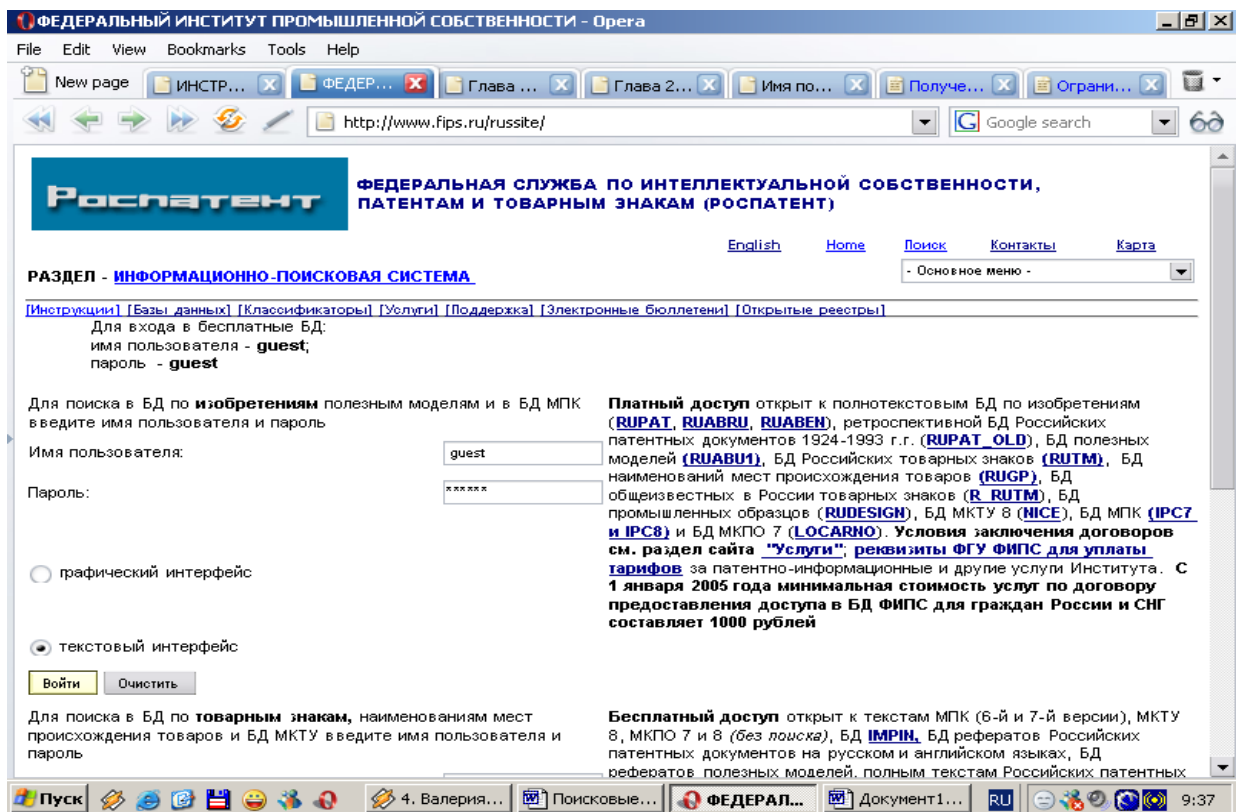 ФЕДЕРАЛЬНЫЙ ИНСТИТУТ ПРОМЫШЛЕННОЙ СОБСТВЕННОСТИ - Opera
File Edit View Bookmarks Tools Help
New page ИНСТР... ФЕДЕР... Глава ... Глава 2... Имя по... Получе... Ограни...
http://www.fips.ru/russite/ Google search
Роспатент
ФЕДЕРАЛЬНАЯ СЛУЖБА ПО ИНТЕЛЛЕКТУАЛЬНОЙ СОБСТВЕННОСТИ,
ПАТЕНТАМ И ТОВАРНЫМ ЗНАКАМ (РОСПАТЕНТ)
English Home Поиск Контакты Карта
РАЗДЕЛ - ИНФОРМАЦИОННО-ПОИСКОВАЯ СИСТЕМА
- Основное меню -
[Инструкции] [Базы данных] [Классификаторы] [Услуги] [Поддержка] [Электронные бюллетени] [Открытые реестры]
Для входа в бесплатные БД:
имя пользователя - guest;
пароль - guest
Для поиска в БД по изобретениям полезным моделям и в БД МПК
введите имя пользователя и пароль
Имя пользователя: guest
Пароль: ******
графический интерфейс
текстовый интерфейс
Войти Очистить
Платный доступ открыт к полнотекстовым БД по изобретениям
(RUPAT, RUABRU, RUABEN), ретроспективной БД Российских
патентных документов 1924-1993 г.г. (RUPAT_OLD), БД полезных
моделей (RUABU1), БД Российских товарных знаков (RUTM), БД
наименований мест происхождения товаров (RUGP), БД
общеизвестных в России товарных знаков (R_RUTM), БД
промышленных образцов (RUDESIGN), БД МКТУ 8 (NICE), БД МПК (IPC7
и IPC8) и БД МКПО 7 (LOCARNO). Условия заключения договоров
см. раздел сайта "Услуги"; реквизиты ФГУ ФИПС для уплаты
тарифов за патентно-информационные и другие услуги Института. С
1 января 2005 года минимальная стоимость услуг по договору
предоставления доступа в БД ФИПС для граждан России и СНГ
составляет 1000 рублей
Для поиска в БД по товарным знакам, наименованиям мест
происхождения товаров и БД МКТУ введите имя пользователя и
пароль
Бесплатный доступ открыт к текстам МПК (6-й и 7-й версии), МКТУ
8, МКПО 7 и 8 (без поиска), БД IMPIN, БД рефератов Российских
патентных документов на русском и английском языках, БД
рефератов полезных моделей, полным текстам Российских патентных
Пуск 4. Валерия... Поисковые... ФЕДЕРАЛ... Документ1... RU 9:37